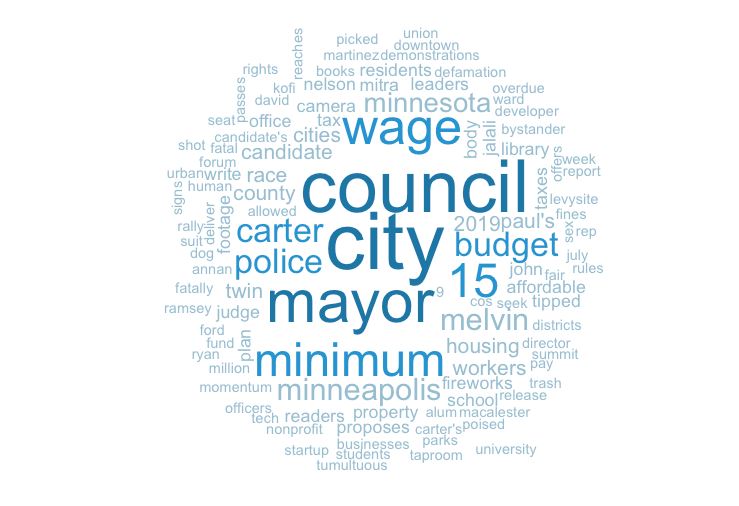 union
picked
downtown
reaches
martinez demonstrations
rights
books residents defamation
passes
kofi nelson mitra leaders overdue
david camera minnesota ward
developer
seat office tax wage
body jalali bystander
candidate's cities
shot fatal candidate library
offers week
forum report
urban write race council taxes
human county levysite
signs footage allowed 2019 paul's fines
deliver sex rep
rally carter city budget
suit july
dog police john fair rules
annan 15
fatally twin mayor 9 cos seek tipped affordable
ramsey judge melvin districts
ford plan housing director
fund summit
ryan minimum workers pay
million
momentum minneapolis fireworks trash
school release
officers readers property alum macalester
tech
nonprofit proposes carter's poised
businesses parks
startup students taproom university
tumultuous